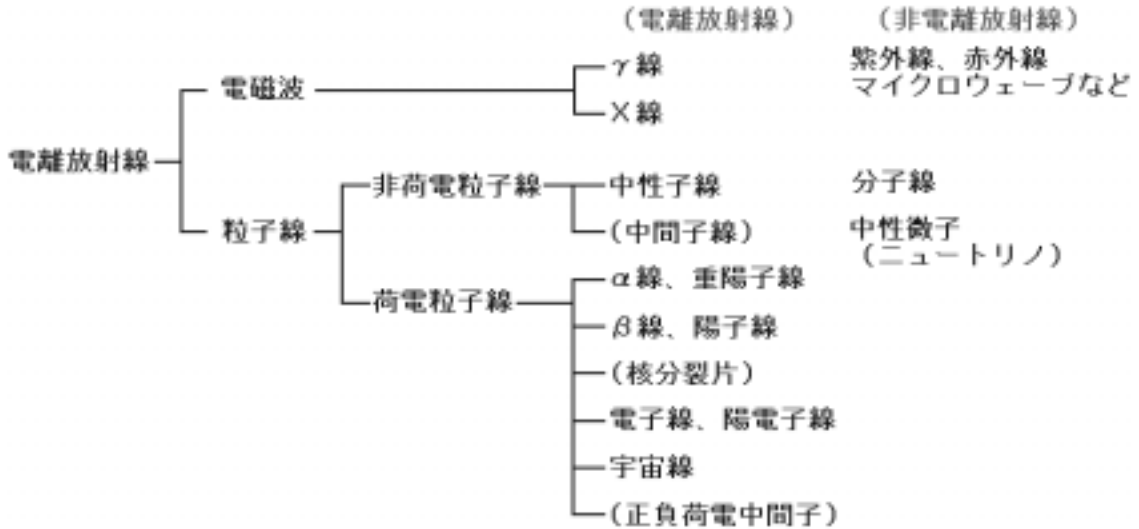 (電離放射線) (非電離放射線)
γ線 紫外線、赤外線
電磁波 マイクロウェーブなど
X線
電離放射線
非荷電粒子線 中性子線 分子線
粒子線 (中間子線) 中性微子
(ニュートリノ)
α線、重陽子線
荷電粒子線
β線、陽子線
(核分裂片)
電子線、陽電子線
宇宙線
(正負荷電中間子)